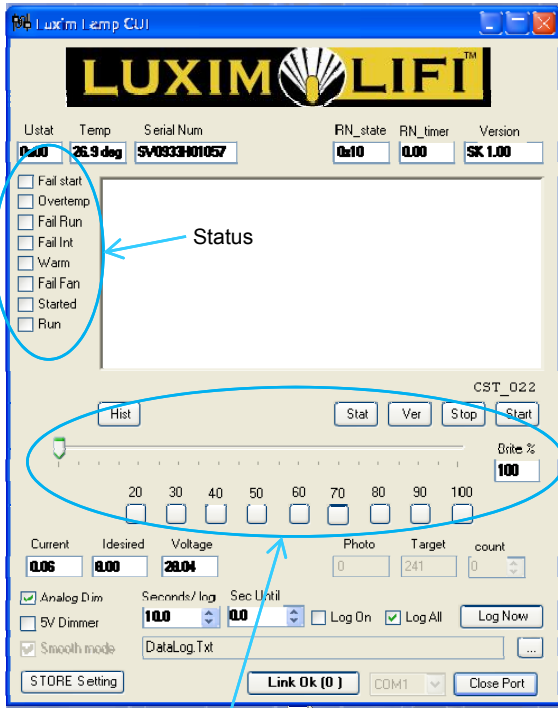 Luxim Lamp GUI
LUXIM LIFI™
Ustat Temp Serial Num RN_state RN_timer Version
0x00 26.9 deg SV0933H01057 0x10 0.00 SK 1.00
Fail start
Overtemp
Fail Run
Fail Int
Warm
Fail Fan
Started
Run
Status
CST_022
Hist Stat Ver Stop Start
Brite %
100
20 30 40 50 60 70 80 90 100
Current Idesired Voltage Photo Target count
0.06 8.00 28.04 0 241 0
Analog Dim Seconds/ log Sec Until
5V Dimmer 10.0 0.0 Log On Log All Log Now
Smooth mode DataLog.Txt ...
STORE Setting Link Ok (0 ) COM1 Close Port